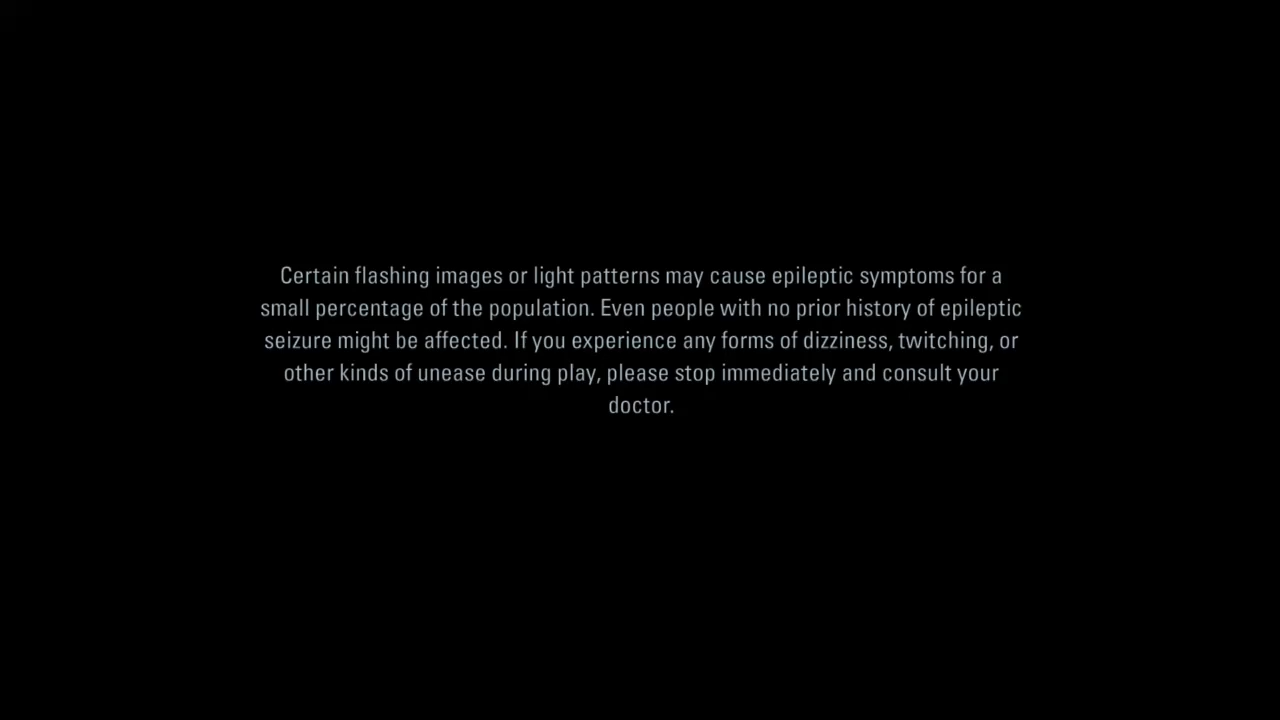 Certain flashing images or light patterns may cause epileptic symptoms for a
small percentage of the population. Even people with no prior history of epileptic
seizure might be affected. If you experience any forms of dizziness, twitching, or
other kinds of unease during play, please stop immediately and consult your
doctor.